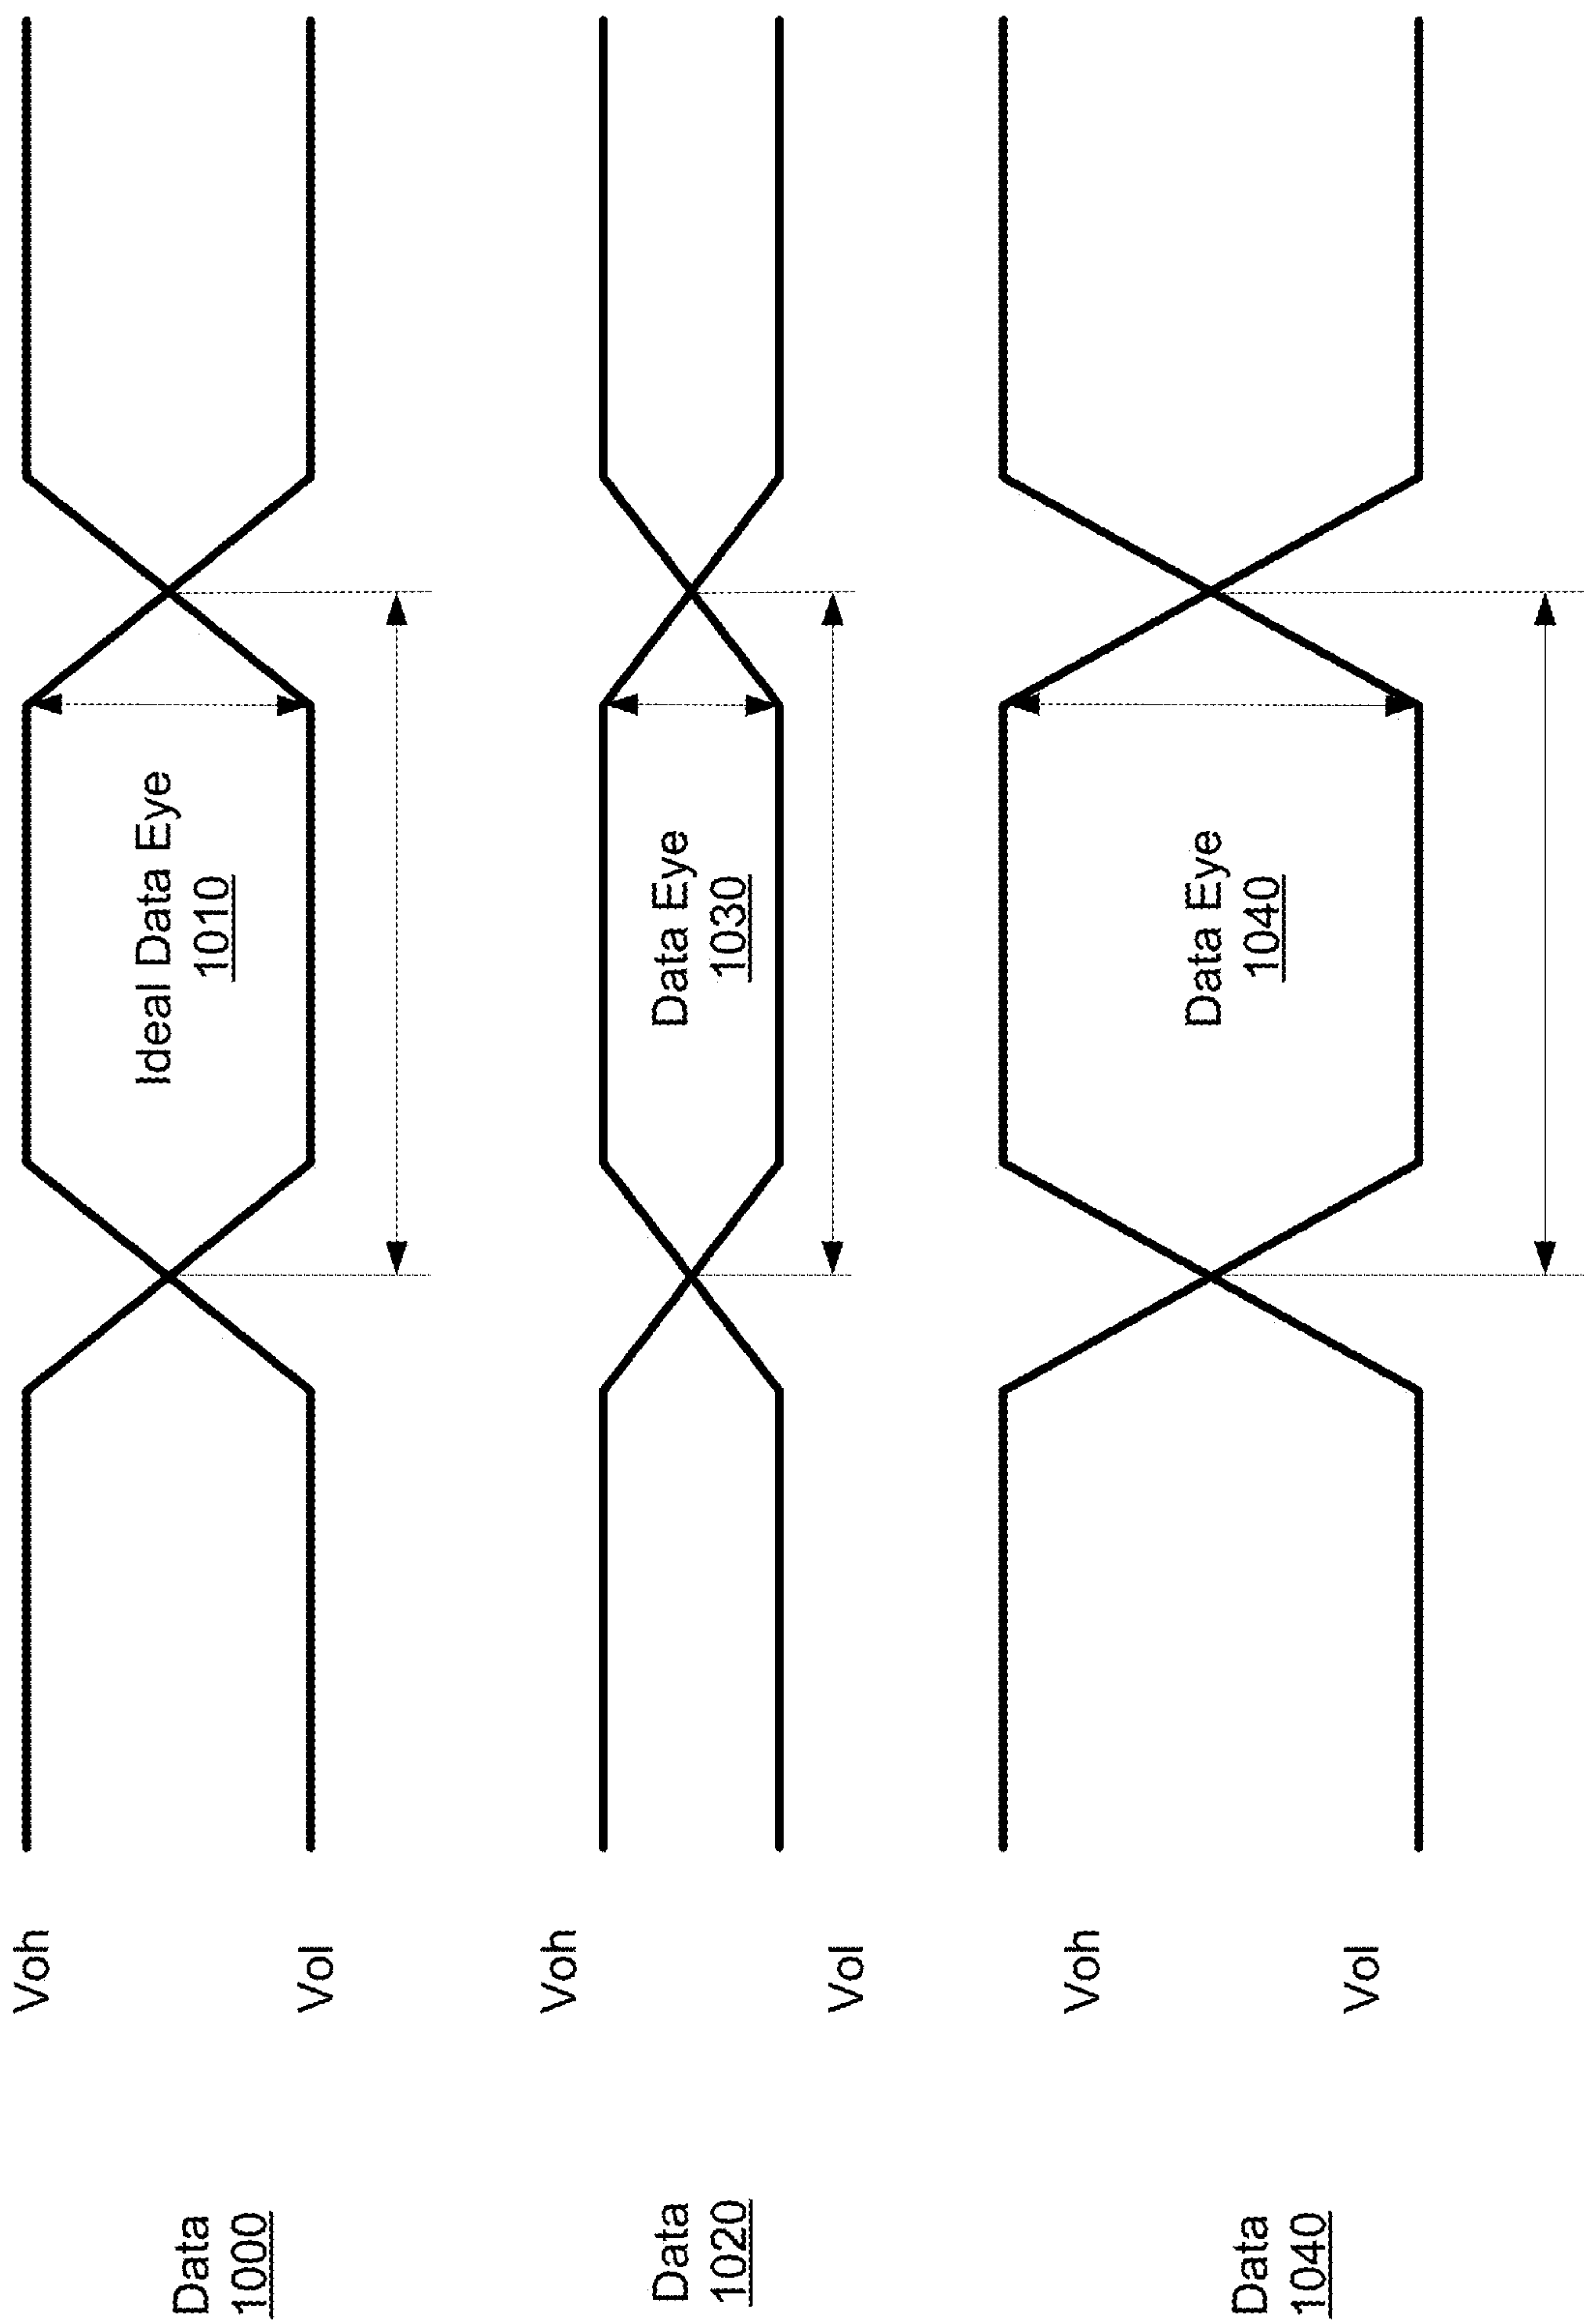 Data
1000
Voh
Vol
Ideal Data Eye
1010
Data
1020
Voh
Vol
Data Eye
1030
Data
1040
Voh
Vol
Data Eye
1040